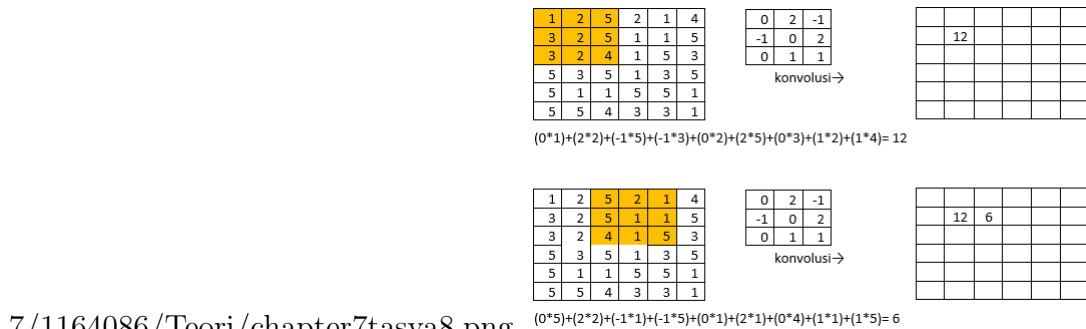 1 2 5 2 1 4 0 2 -1
3 2 5 1 1 5 -1 0 2 12
3 2 4 1 5 3 0 1 1
5 3 5 1 3 5 konvolusi→
5 1 1 5 5 1
5 5 4 3 3 1
(0*1)+(2*2)+(-1*5)+(-1*3)+(0*2)+(2*5)+(0*3)+(1*2)+(1*4)= 12
1 2 5 2 1 4 0 2 -1
3 2 5 1 1 5 -1 0 2 12 6
3 2 4 1 5 3 0 1 1
5 3 5 1 3 5 konvolusi→
5 1 1 5 5 1
5 5 4 3 3 1
7/1164086/Teori/chapter7tasya8.png (0*5)+(2*2)+(-1*1)+(-1*5)+(0*1)+(2*1)+(0*4)+(1*1)+(1*5)= 6